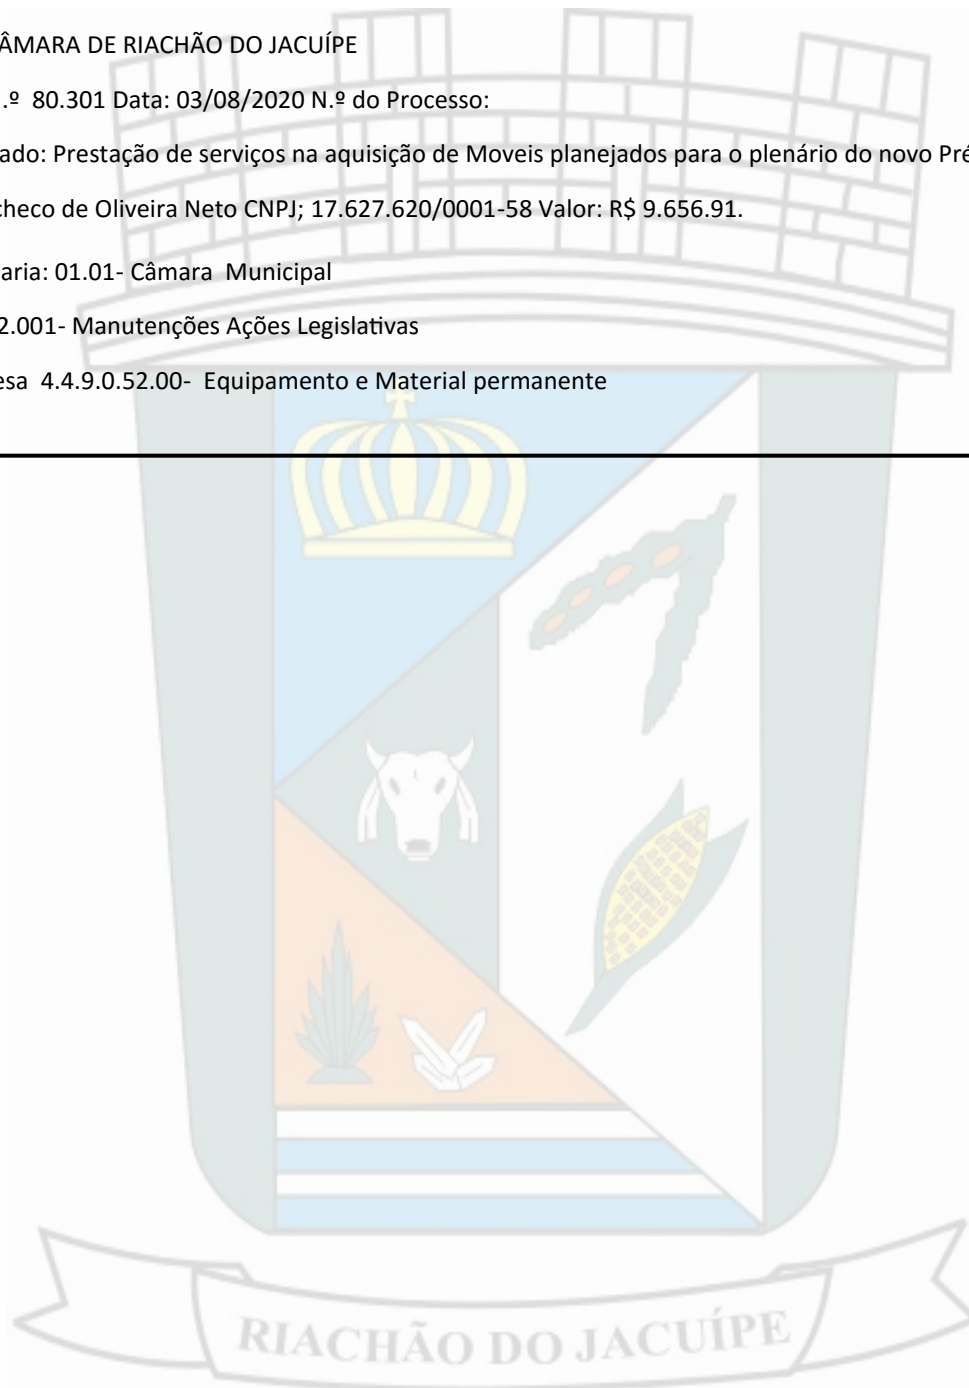 ÂMARA DE RIACHÃO DO JACUÍPE
.º 80.301 Data: 03/08/2020 N.º do Processo:
ado: Prestação de serviços na aquisição de Moveis planejados para o plenário do novo Pré
checo de Oliveira Neto CNPJ; 17.627.620/0001-58 Valor: R$ 9.656.91.
aria: 01.01- Câmara Municipal
2.001- Manutenções Ações Legislativas
esa 4.4.9.0.52.00- Equipamento e Material permanente
RIACHÃO DO JACUÍPE